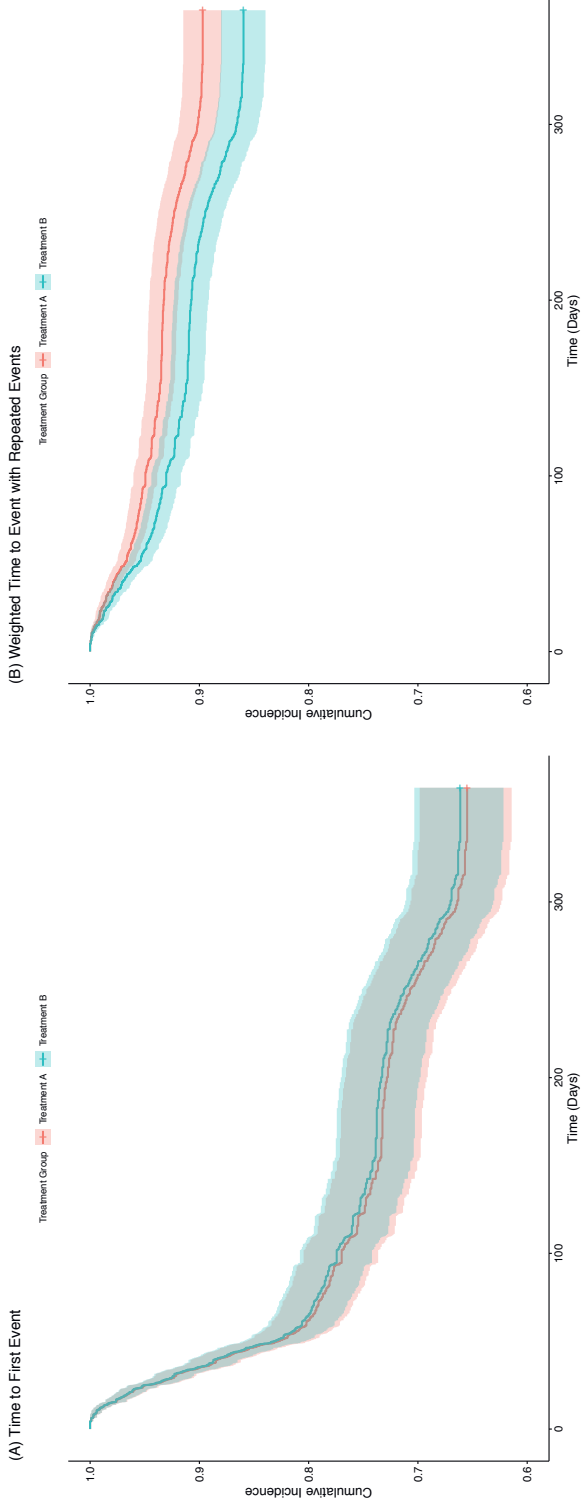 (A) Time to First Event
Treatment Group Treatment A Treatment B
1.0
0.9
0.8
0.7
0.6
Cumulative Incidence
0
100
200
300
Time (Days)
(B) Weighted Time to Event with Repeated Events
Treatment Group Treatment A Treatment B
1.0
0.9
0.8
0.7
0.6
Cumulative Incidence
0
100
200
300
Time (Days)